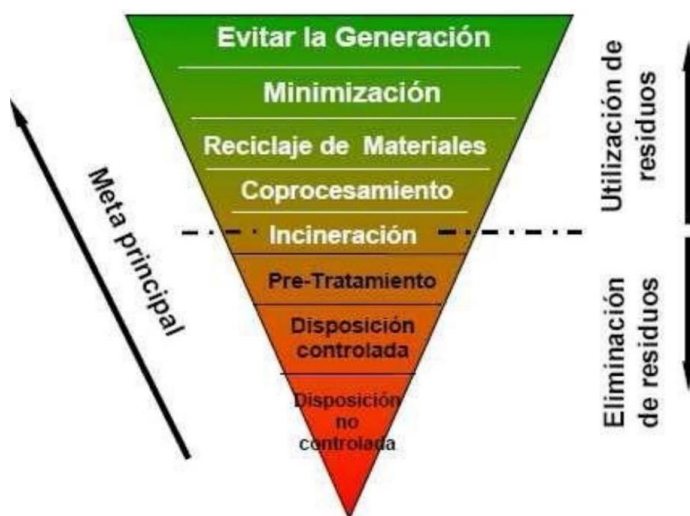 Evitar la Generación
Minimización
Reciclaje de Materiales
Coprocesamiento
Incineración
Pre-Tratamiento
Disposición
controlada
Disposición
no
controlada
Meta principal
Utilización de
residuos
Eliminación
de residuos